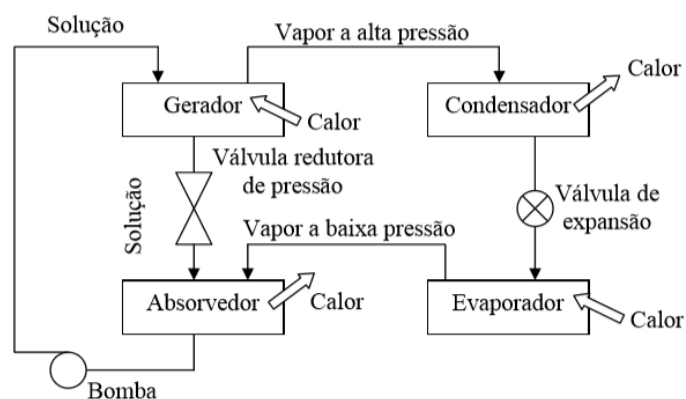 Solução
Vapor a alta pressão
Gerador
Calor
Condensador
Calor
Solução
Válvula redutora
de pressão
Válvula de
expansão
Vapor a baixa pressão
Absorvedor
Calor
Evaporador
Calor
Bomba